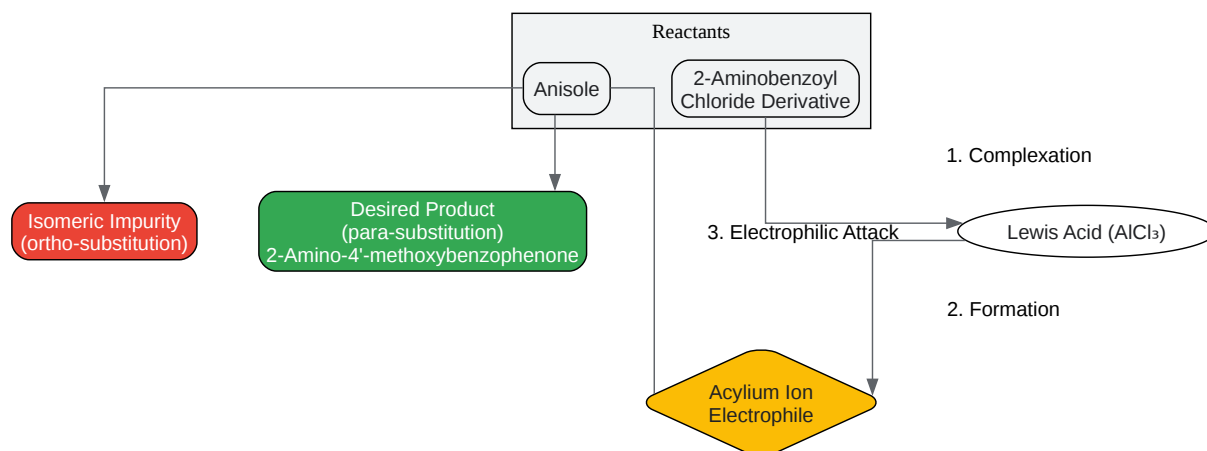 Reactants
Anisole
2-Aminobenzoyl
Chloride Derivative
1. Complexation
Isomeric Impurity
(ortho-substitution)
Desired Product
(para-substitution)
2-Amino-4'-methoxybenzophenone
3. Electrophilic Attack
Lewis Acid (AlCl₃)
2. Formation
Acylium Ion
Electrophile